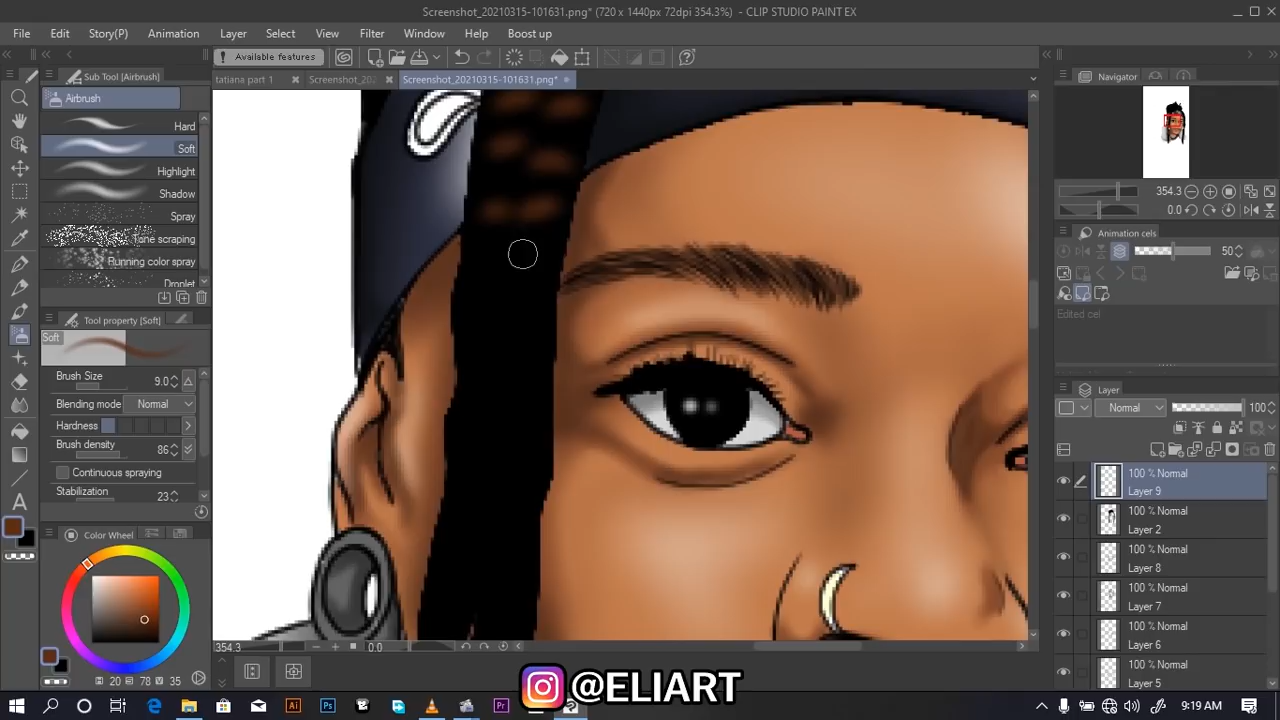 Screenshot_20210315-101631.png* (720 x 1440px 72dpi 354.3%) - CLIP STUDIO PAINT EX
File Edit Story(P) Animation Layer Select View Filter Window Help Boost up
Available features
Sub Tool [Airbrush]
tatiana part 1
Screenshot_202
Screenshot_20210315-101631.png*
Navigator
Airbrush
Hard
Soft
Highlight
Shadow
Spray
Tone scraping
Running color spray
Droplet
354.3
0.0
Animation cels
50
Edited cel
Tool property [Soft]
Soft
Brush Size 9.0
Blending mode Normal
Hardness
Brush density 86
Continuous spraying
Stabilization 23
Layer
Normal 100
100 % Normal
Layer 9
100 % Normal
Layer 2
100 % Normal
Layer 8
100 % Normal
Layer 7
100 % Normal
Layer 6
100 % Normal
Layer 5
100 % Normal
A
Color Wheel
H 20 S 78 V 35
354.3
0.0
@ELIART
Ai
Ps
Pr
9:19 AM